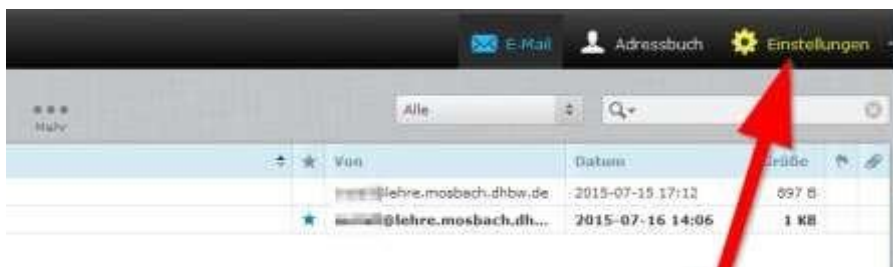 E-Mail Adressbuch Einstellungen
Alle
Mehr
Von Datum Größe
@lehre.mosbach.dhbw.de 2015-07-15 17:12 897 B
@lehre.mosbach.dh... 2015-07-16 14:06 1 KB